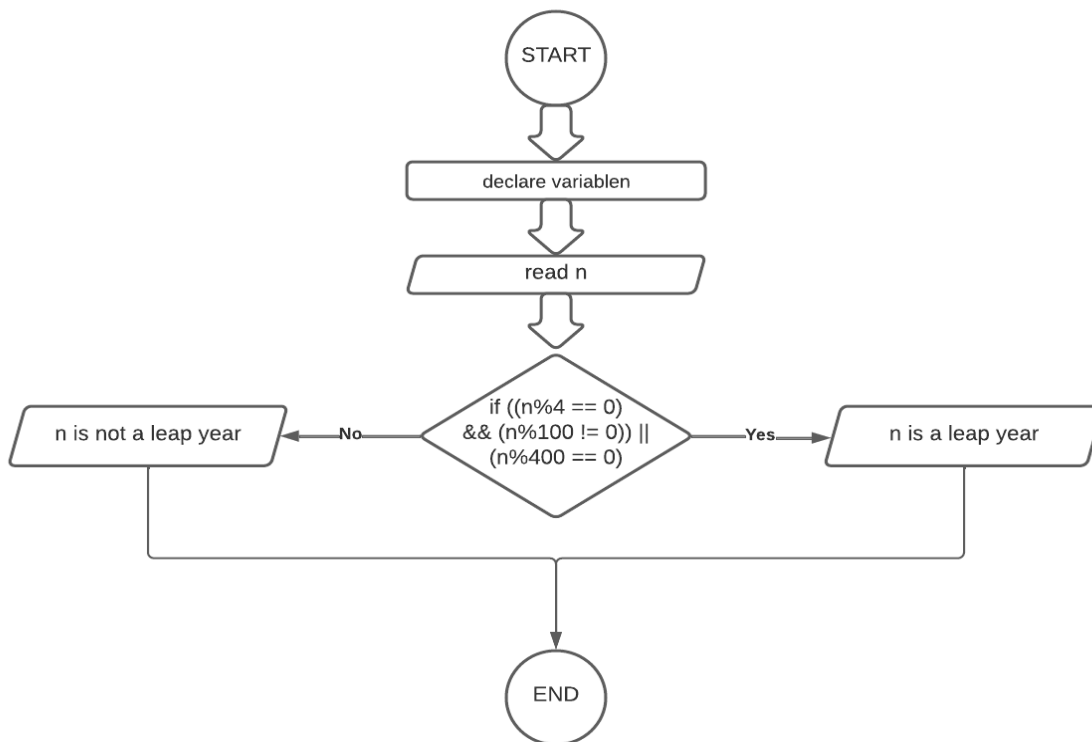 START
declare variablen
read n
if ((n%4 == 0)
&& (n%100 != 0)) ||
(n%400 == 0)
No
Yes
n is not a leap year
n is a leap year
END